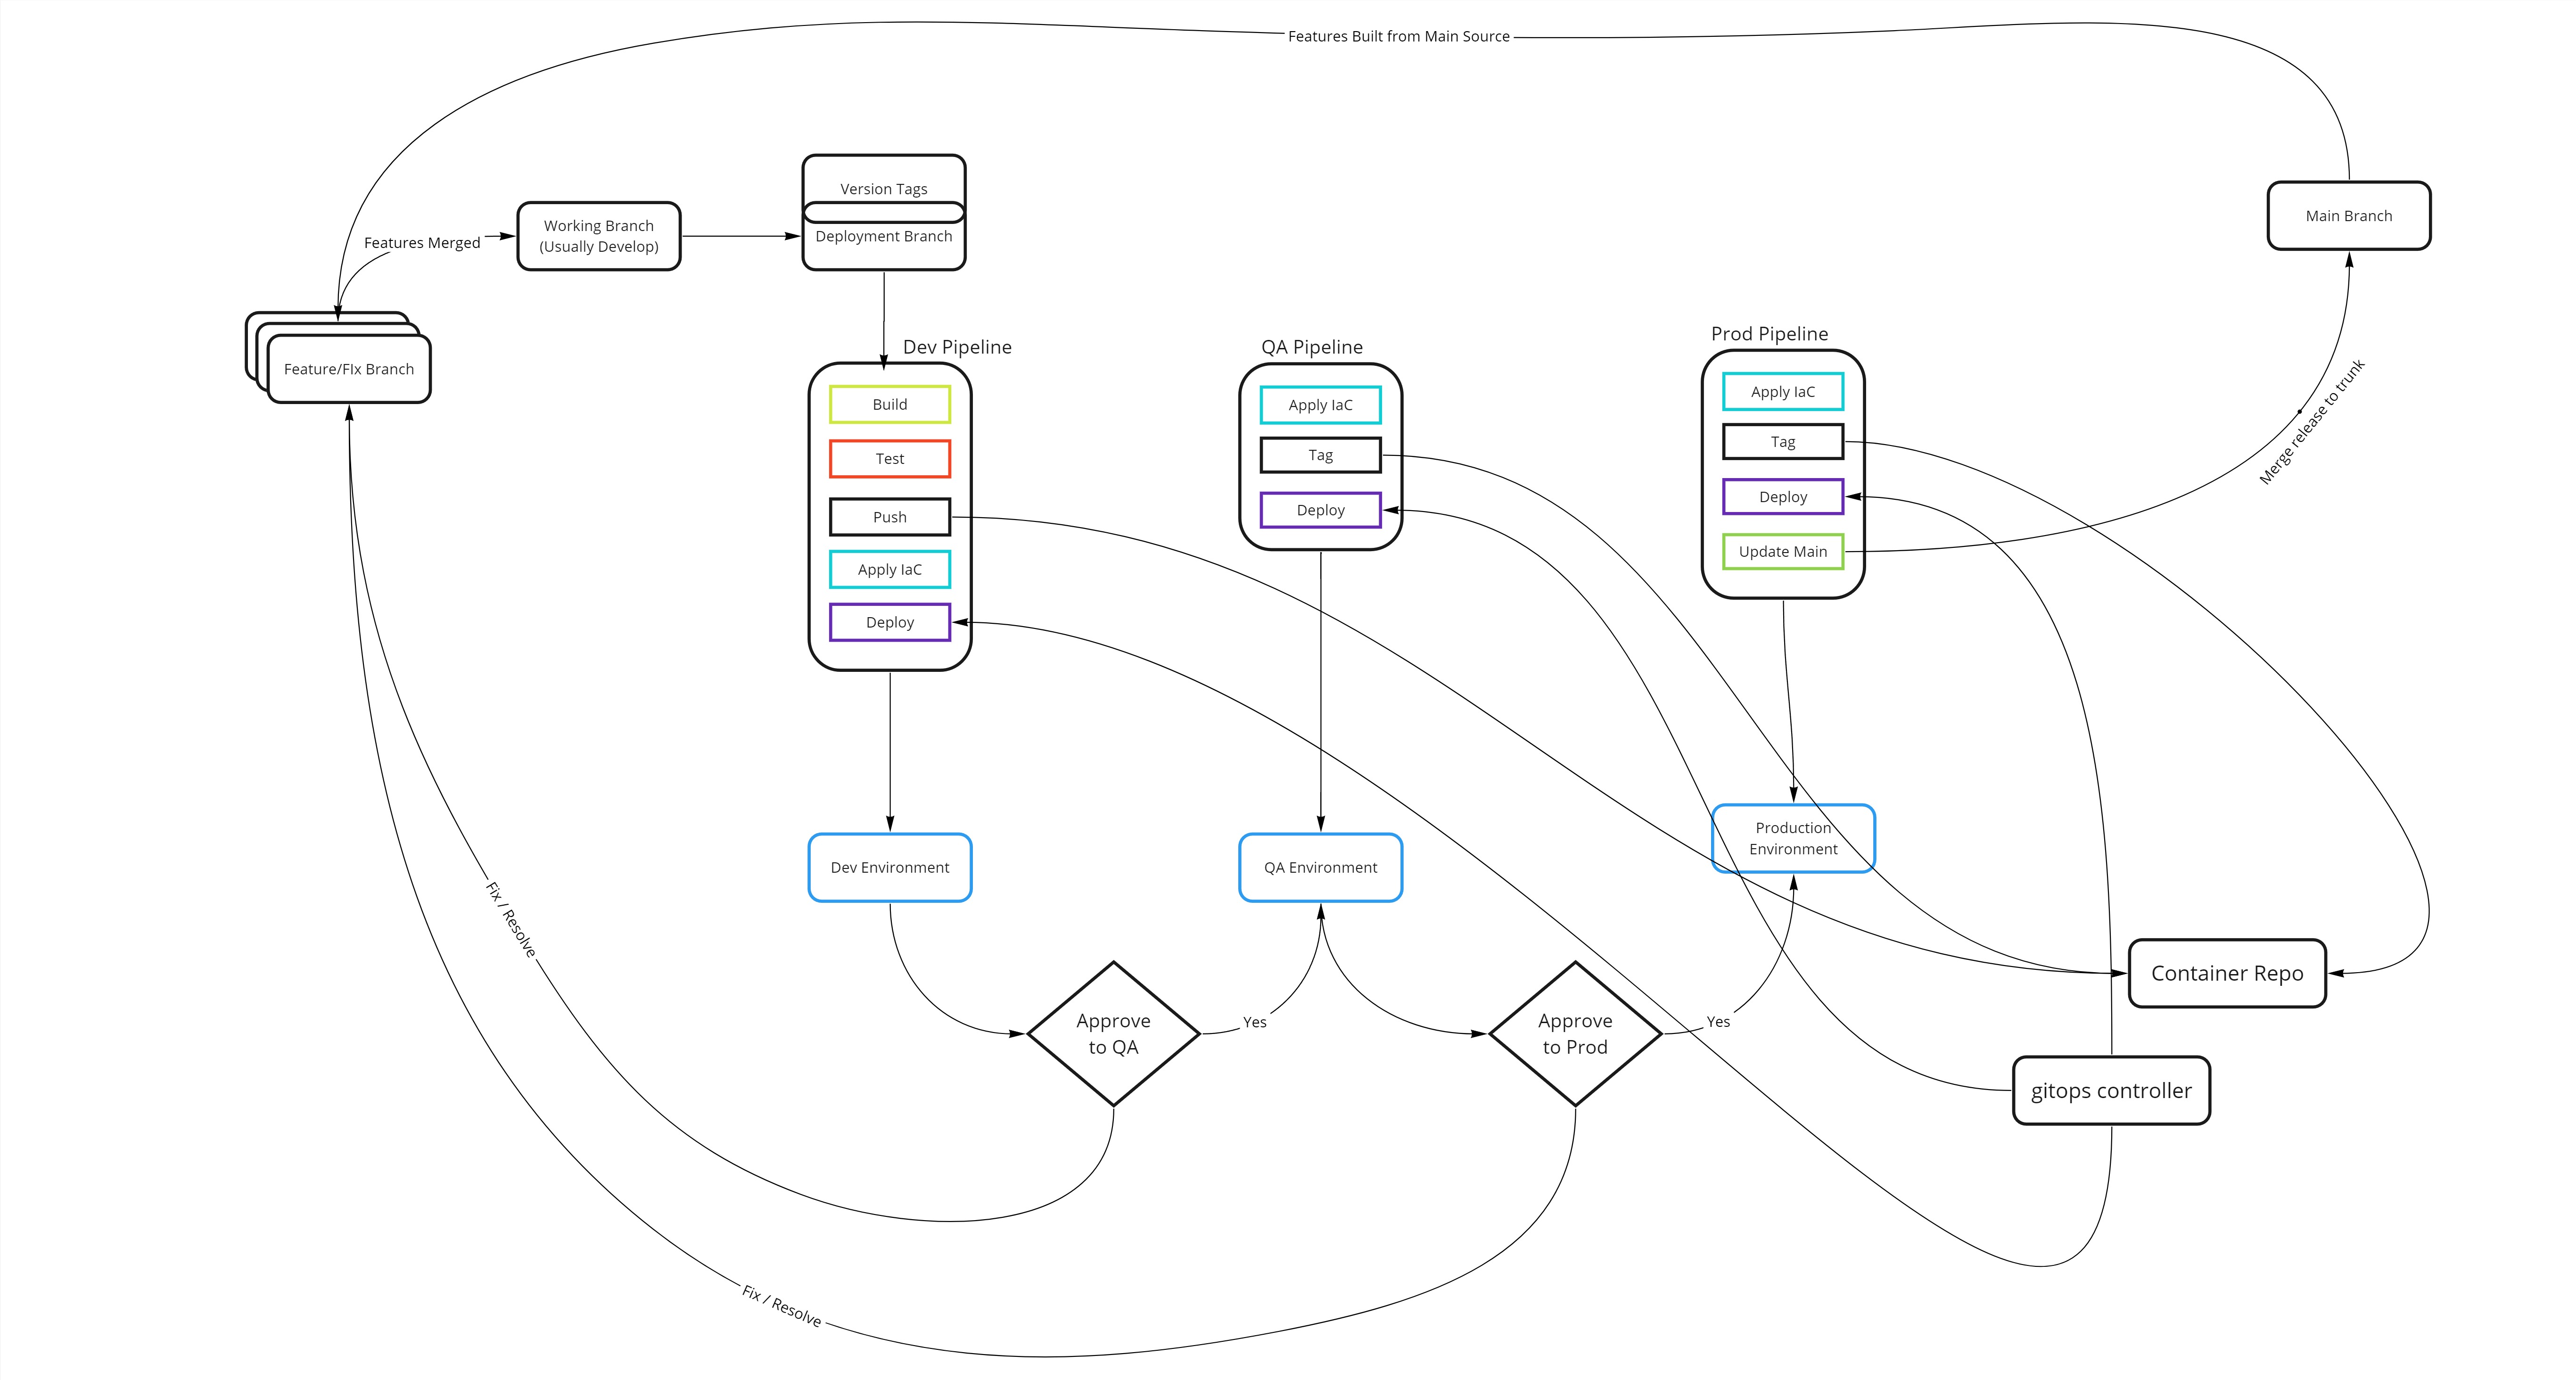 Features Built from Main Source
Version Tags
Main Branch
Working Branch
(Usually Develop)
Deployment Branch
Features Merged
Feature/FIx Branch
Dev Pipeline
Build
Test
Push
Apply IaC
Deploy
QA Pipeline
Apply IaC
Tag
Deploy
Prod Pipeline
Apply IaC
Tag
Deploy
Update Main
Merge release to trunk
Dev Environment
QA Environment
Production
Environment
Fix / Resolve
Container Repo
Approve
to QA
Yes
Approve
to Prod
Yes
gitops controller
Fix / Resolve